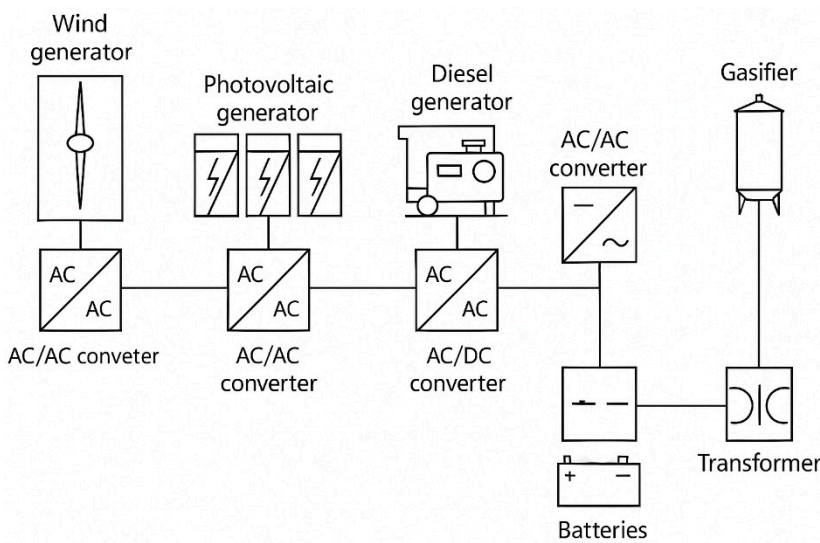 Wind
generator
Photovoltaic
generator
Diesel
generator
AC/AC
converter
Gasifier
AC
AC
AC
AC
AC
AC
AC/AC conveter
AC/AC
converter
AC/DC
converter
Transformer
+ −
Batteries